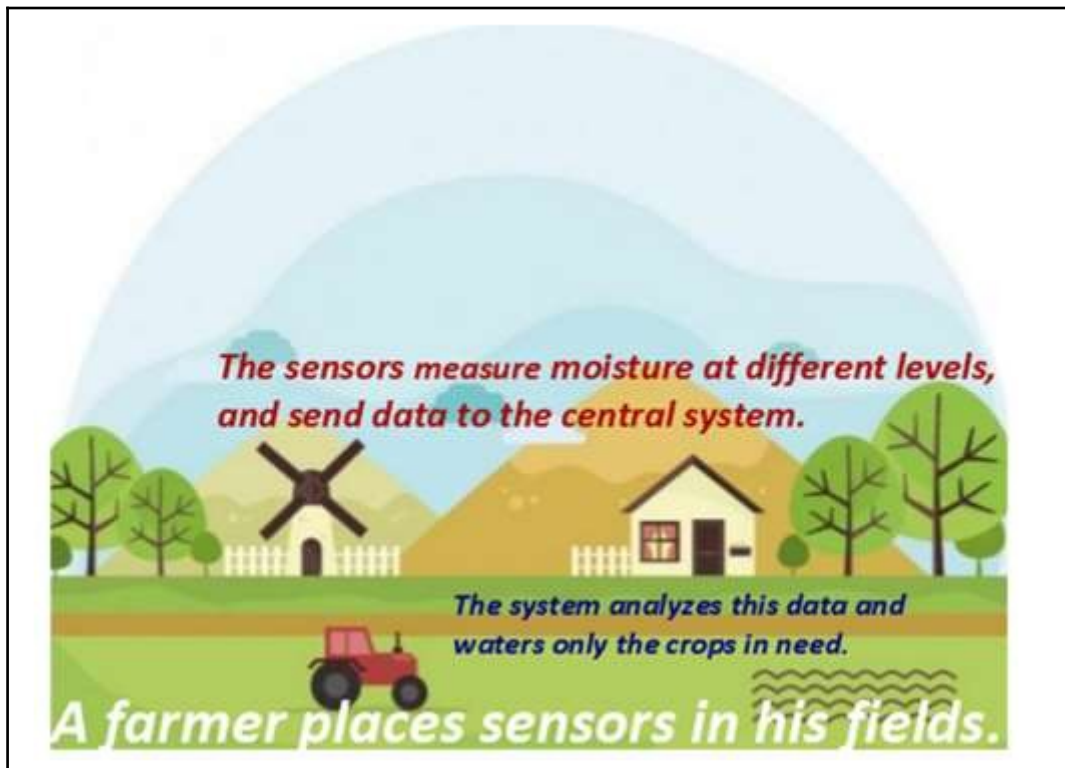 The sensors measure moisture at different levels,
and send data to the central system.
The system analyzes this data and
waters only the crops in need.
A farmer places sensors in his fields.